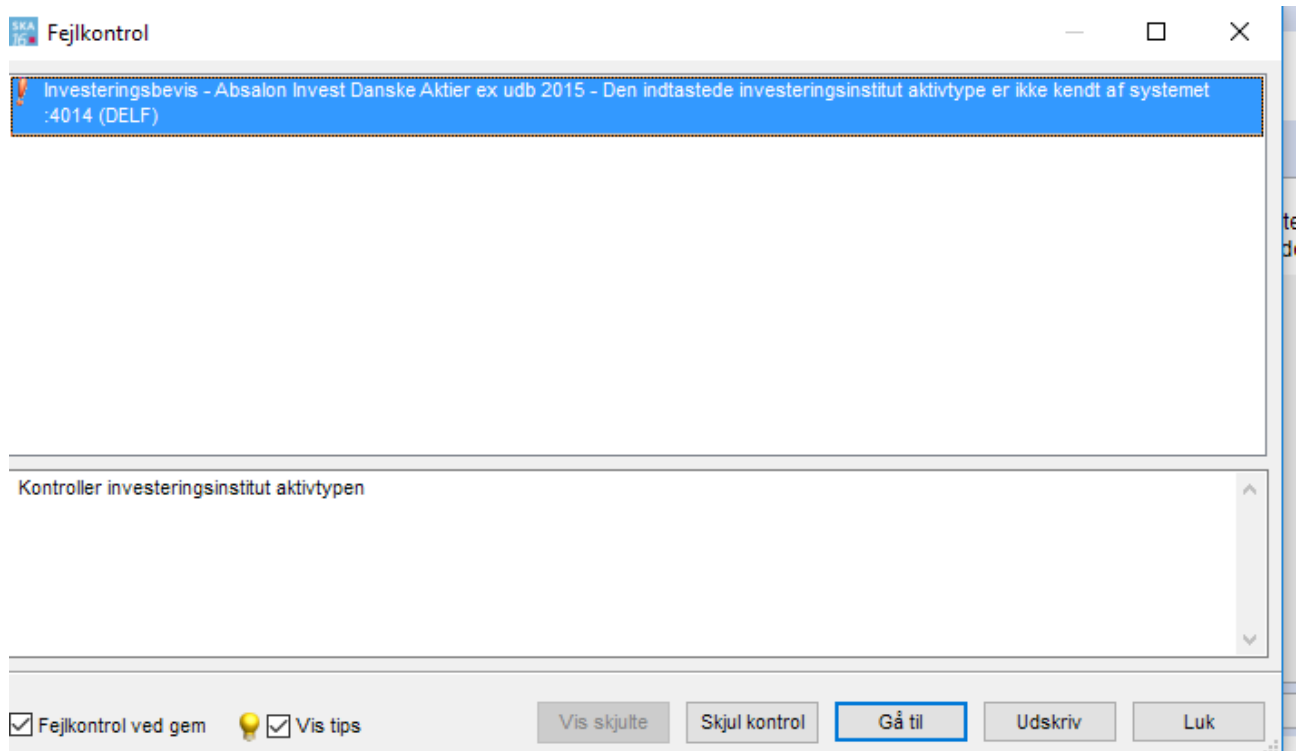 SKA
16
Fejlkontrol
Investeringsbevis - Absalon Invest Danske Aktier ex udb 2015 - Den indtastede investeringsinstitut aktivtype er ikke kendt af systemet
:4014 (DELF)
Kontroller investeringsinstitut aktivtypen
Fejlkontrol ved gem
Vis tips
Vis skjulte
Skjul kontrol
Gå til
Udskriv
Luk